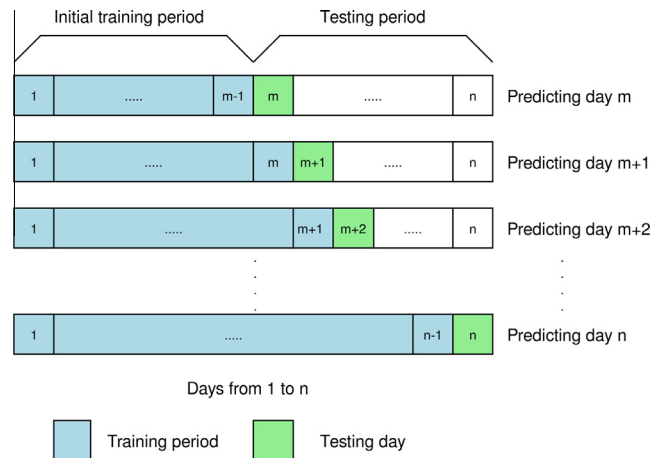 Initial training period Testing period
1 ..... m-1 m ..... n Predicting day m
1 ..... m m+1 ..... n Predicting day m+1
1 ..... m+1 m+2 ..... n Predicting day m+2
1 ..... n-1 n Predicting day n
Days from 1 to n
Training period Testing day